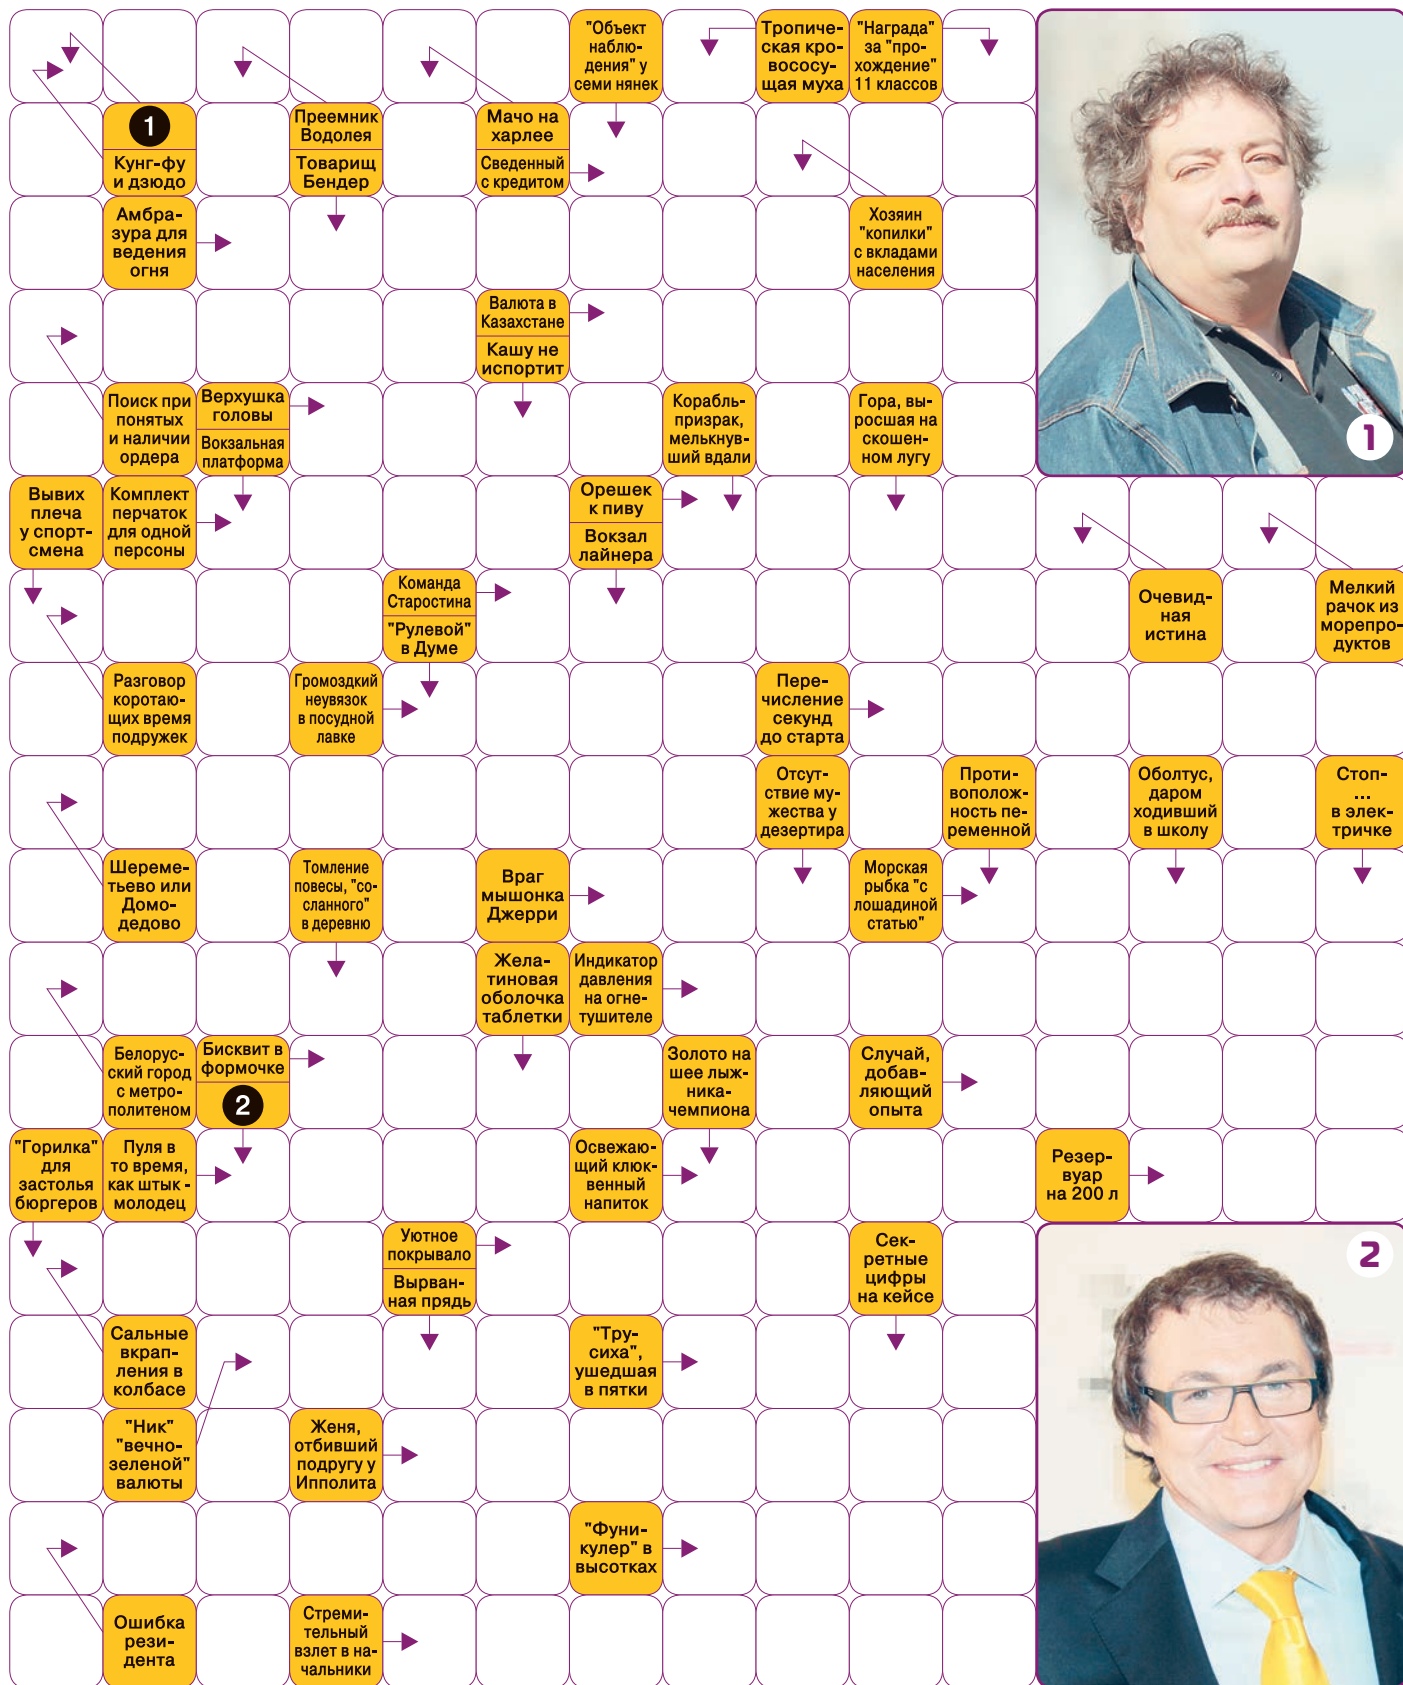 "Объект
наблю-
дения" у
семи нянек
Тропиче-
ская кро-
вососу-
щая муха
"Награда"
за "про-
хождение"
11 классов
1
Кунг-фу
и дзюдо
Преемник
Водолея
Товарищ
Бендер
Мачо на
харлее
Сведенный
с кредитом
Амбра-
зура для
ведения
огня
Хозяин
"копилки"
с вкладами
населения
Валюта в
Казахстане
Кашу не
испортит
Поиск при
понятых
и наличии
ордера
Верхушка
головы
Вокзальная
платформа
Корабль-
призрак,
мелькнув-
ший вдали
Гора, вы-
росшая на
скошен-
ном лугу
1
Вывих
плеча
у спорт-
смена
Комплект
перчаток
для одной
персоны
Орешек
к пиву
Вокзал
лайнера
Команда
Старостина
"Рулевой"
в Думе
Очевид-
ная
истина
Мелкий
рачок из
морепро-
дуктов
Разговор
коротаю-
щих время
подружек
Громоздкий
неувязок
в посудной
лавке
Пере-
числение
секунд
до старта
Отсут-
ствие му-
жества у
дезертира
Проти-
вополож-
ность пе-
ременной
Оболтус,
даром
ходивший
в школу
Стоп-
...
в элек-
тричке
Шереме-
тьево или
Домо-
дедово
Томление
повесы, "со-
сланного"
в деревню
Враг
мышонка
Джерри
Морская
рыбка "с
лошадиной
статью"
Жела-
тиновая
оболочка
таблетки
Индикатор
давления
на огне-
тушителе
Белорус-
ский город
с метро-
политеном
Бисквит в
формочке
2
Золото на
шее лыж-
ника-
чемпиона
Случай,
добав-
ляющий
опыта
"Горилка"
для
застолья
бюргеров
Пуля в
то время,
как штык -
молодец
Освежаю-
щий клюк-
венный
напиток
Резер-
вуар
на 200 л
Уютное
покрывало
Вырван-
ная прядь
Сек-
ретные
цифры
на кейсе
2
Сальные
вкрап-
ления в
колбасе
"Тру-
сиха",
ушедшая
в пятки
"Ник"
"вечно-
зеленой"
валюты
Женя,
отбивший
подругу у
Ипполита
"Фуни-
кулер" в
высотках
Ошибка
рези-
дента
Стреми-
тельный
взлет в на-
чальники